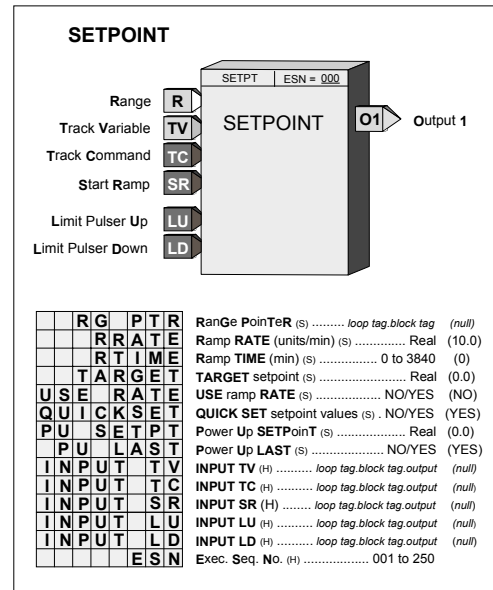 SETPOINT
SETPT ESN = 000
Range R
Track Variable TV
Track Command TC
Start Ramp SR
Limit Pulser Up LU
Limit Pulser Down LD
SETPOINT
O1 Output 1
RG PTR RanGe PoinTeR (S) ......... loop tag.block tag (null)
RRATE Ramp RATE (units/min) (S) ............... Real (10.0)
RTIME Ramp TIME (min) (S) ................ 0 to 3840 (0)
TARGET TARGET setpoint (S) ...................... Real (0.0)
USE RATE USE ramp RATE (S) .................. NO/YES (NO)
QUICKSET QUICK SET setpoint values (S) . NO/YES (YES)
PU SETPT Power Up SETPoinT (S) ................... Real (0.0)
PU LAST Power Up LAST (S) ................... NO/YES (YES)
INPUT TV INPUT TV (H) .......... loop tag.block tag.output (null)
INPUT TC INPUT TC (H) .......... loop tag.block tag.output (null)
INPUT SR INPUT SR (H) ........ loop tag.block tag.output (null)
INPUT LU INPUT LU (H) .......... loop tag.block tag.output (null)
INPUT LD INPUT LD (H) .......... loop tag.block tag.output (null)
ESN Exec. Seq. No. (H) .................. 001 to 250